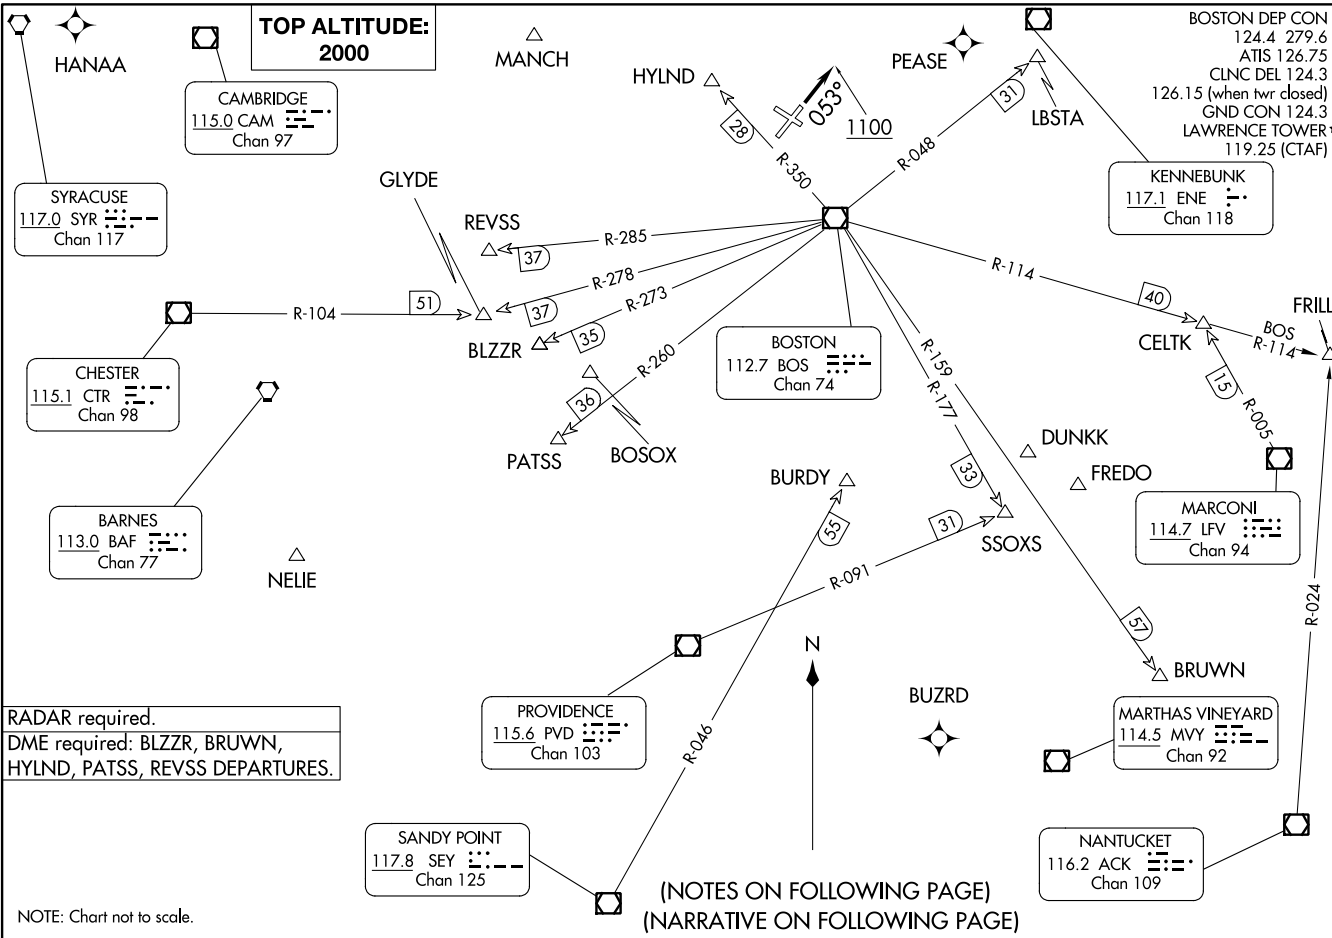 TOP ALTITUDE:
2000
BOSTON DEP CON
124.4 279.6
ATIS 126.75
CLNC DEL 124.3
126.15 (when twr closed)
GND CON 124.3
LAWRENCE TOWER*
119.25 (CTAF)
HANAA
MANCH
HYLND
PEASE
LBSTA
053°
1100
CAMBRIDGE
115.0 CAM
Chan 97
SYRACUSE
117.0 SYR
Chan 117
KENNEBUNK
117.1 ENE
Chan 118
GLYDE
REVSS
28
R-350
31
R-048
R-285
37
R-278
37
R-273
35
R-260
36
R-104
51
BLZZR
PATSS
BOSOX
R-114
40
CELTK
BOS
R-114
FRILL
CHESTER
115.1 CTR
Chan 98
BOSTON
112.7 BOS
Chan 74
R-159
R-177
15
R-005
BARNES
113.0 BAF
Chan 77
NELIE
BURDY
55
DUNKK
FREDO
33
31
SSOXS
R-091
MARCONI
114.7 LFV
Chan 94
R-024
57
BRUWN
N
BUZRD
R-046
PROVIDENCE
115.6 PVD
Chan 103
MARTHAS VINEYARD
114.5 MVY
Chan 92
RADAR required.
DME required: BLZZR, BRUWN,
HYLND, PATSS, REVSS DEPARTURES.
SANDY POINT
117.8 SEY
Chan 125
NANTUCKET
116.2 ACK
Chan 109
NOTE: Chart not to scale.
(NOTES ON FOLLOWING PAGE)
(NARRATIVE ON FOLLOWING PAGE)